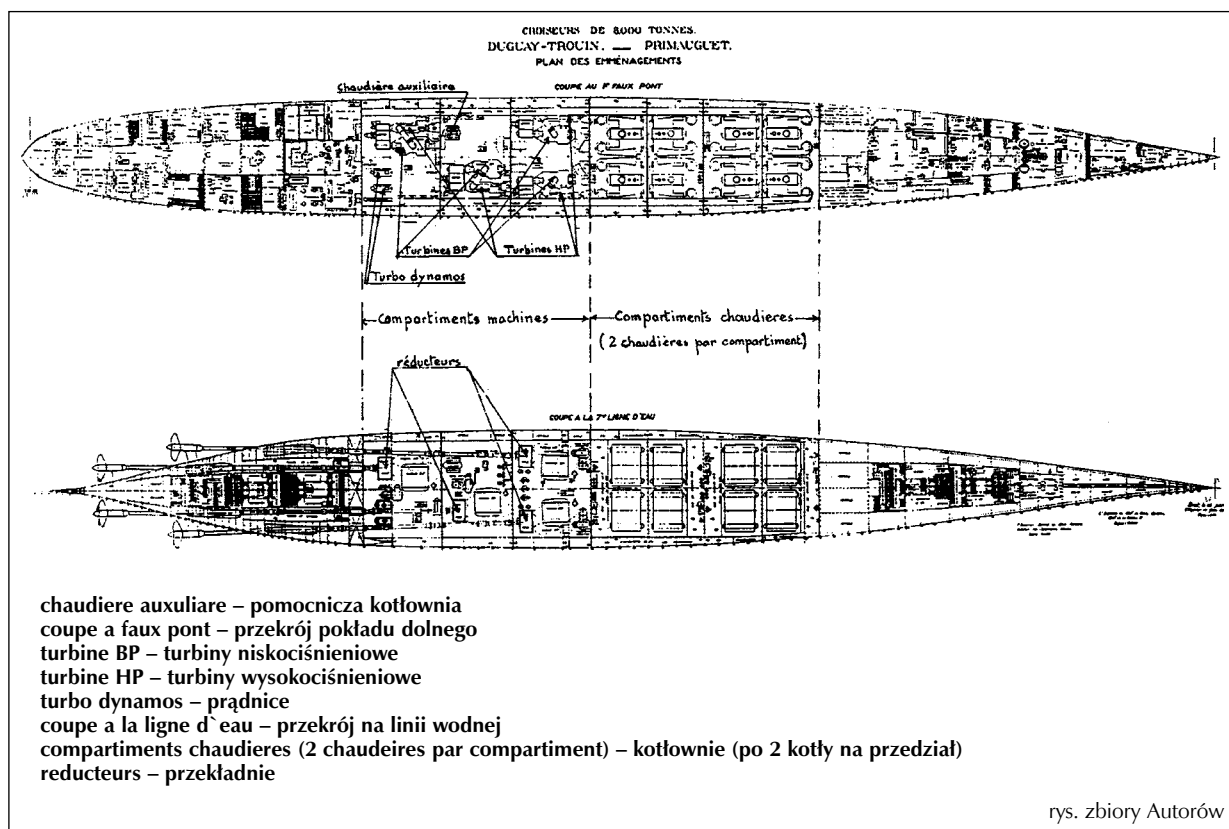 CROISEURS DE 8000 TONNES.
DUGUAY-TROUIN. — PRIMAUGUET.
PLAN DES EMMÉNAGEMENTS
Chaudière auxiliaire
COUPE AU 1er FAUX PONT
Turbines BP
Turbines HP
Turbo dynamos
Compartiments machines
Compartiments chaudieres
(2 chaudières par compartiment)
réducteurs
COUPE A LA 7e LIGNE D'EAU
chaudiere auxuliare – pomocnicza kotłownia
coupe a faux pont – przekrój pokładu dolnego
turbine BP – turbiny niskociśnieniowe
turbine HP – turbiny wysokociśnieniowe
turbo dynamos – prądnice
coupe a la ligne d`eau – przekrój na linii wodnej
compartiments chaudieres (2 chaudeires par compartiment) – kotłownie (po 2 kotły na przedział)
reducteurs – przekładnie
rys. zbiory Autorów